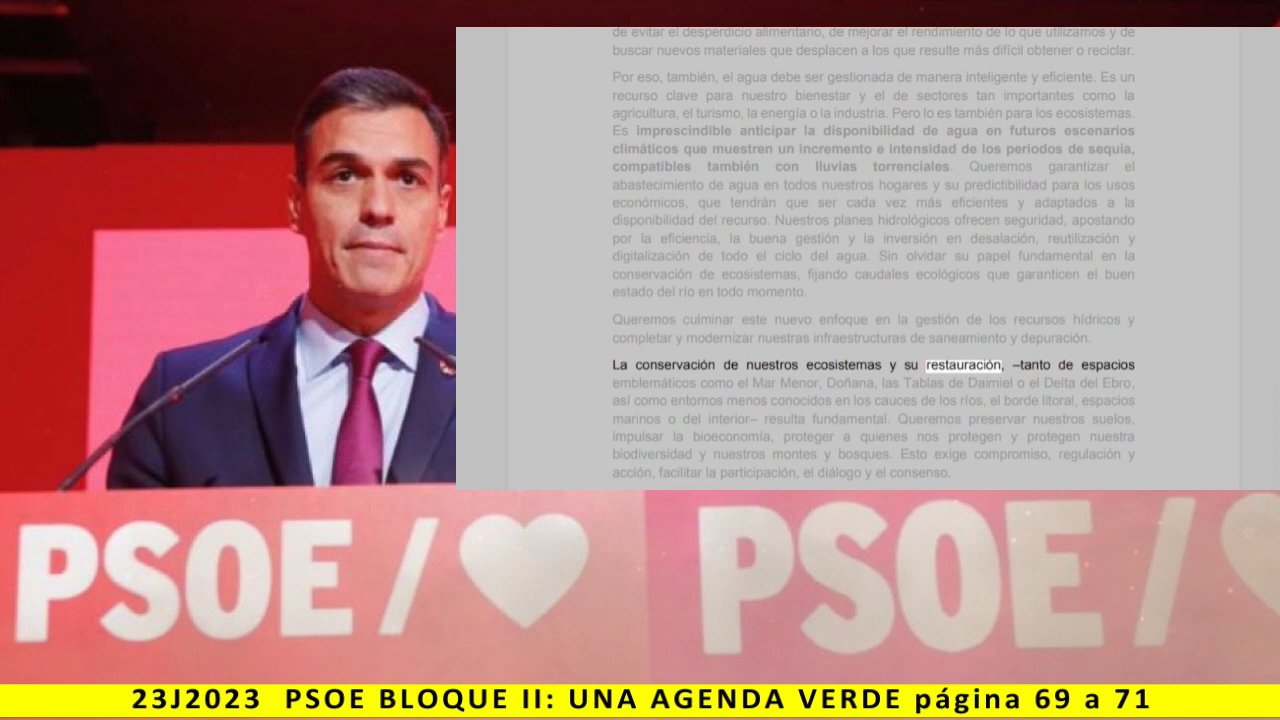 de evitar el desperdicio alimentario, de mejorar el rendimiento de lo que utilizamos y de
buscar nuevos materiales que desplacen a los que resulte más difícil obtener o reciclar.
Por eso, también, el agua debe ser gestionada de manera inteligente y eficiente. Es un
recurso clave para nuestro bienestar y el de sectores tan importantes como la
agricultura, el turismo, la energía o la industria. Pero lo es también para los ecosistemas.
Es imprescindible anticipar la disponibilidad de agua en futuros escenarios
climáticos que muestren un incremento e intensidad de los períodos de sequía,
compatibles también con lluvias torrenciales. Queremos garantizar el
abastecimiento de agua en todos nuestros hogares y su predictibilidad para los usos
económicos, que tendrán que ser cada vez más eficientes y adaptados a la
disponibilidad del recurso. Nuestros planes hidrológicos ofrecen seguridad, apostando
por la eficiencia, la buena gestión y la inversión en desalación, reutilización y
digitalización de todo el ciclo del agua. Sin olvidar su papel fundamental en la
conservación de ecosistemas, fijando caudales ecológicos que garanticen el buen
estado del río en todo momento.
Queremos culminar este nuevo enfoque en la gestión de los recursos hídricos y
completar y modernizar nuestras infraestructuras de saneamiento y depuración.
La conservación de nuestros ecosistemas y su restauración, –tanto de espacios
emblemáticos como el Mar Menor, Doñana, las Tablas de Daimiel o el Delta del Ebro,
así como entornos menos conocidos en los cauces de los ríos, el borde litoral, espacios
marinos o del interior– resulta fundamental. Queremos preservar nuestros suelos,
impulsar la bioeconomía, proteger a quienes nos protegen y protegen nuestra
biodiversidad y nuestros montes y bosques. Esto exige compromiso, regulación y
acción, facilitar la participación, el diálogo y el consenso.
PSOE / PSOE /
23J2023 PSOE BLOQUE II: UNA AGENDA VERDE página 69 a 71